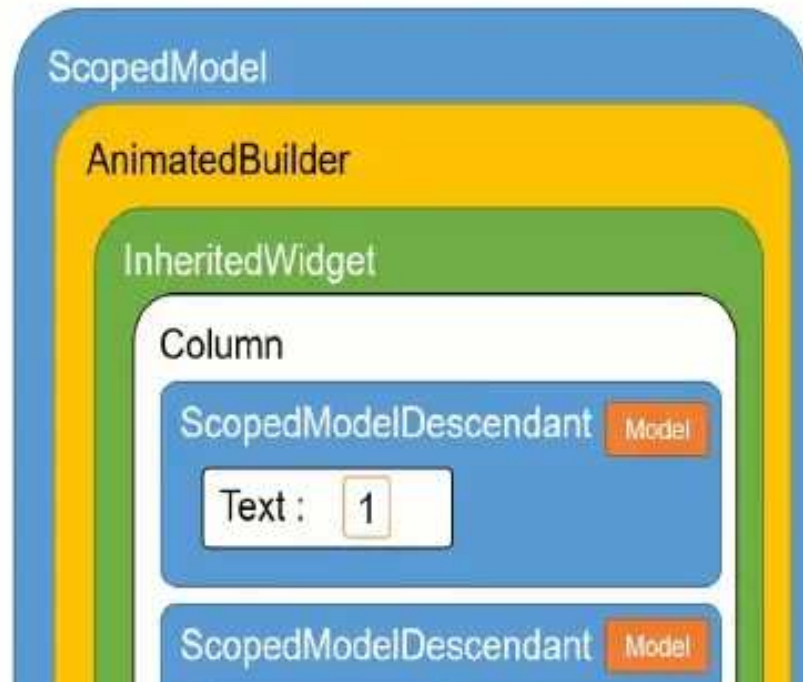 ScopedModel
AnimatedBuilder
InheritedWidget
Column
ScopedModelDescendant Model
Text : 1
ScopedModelDescendant Model